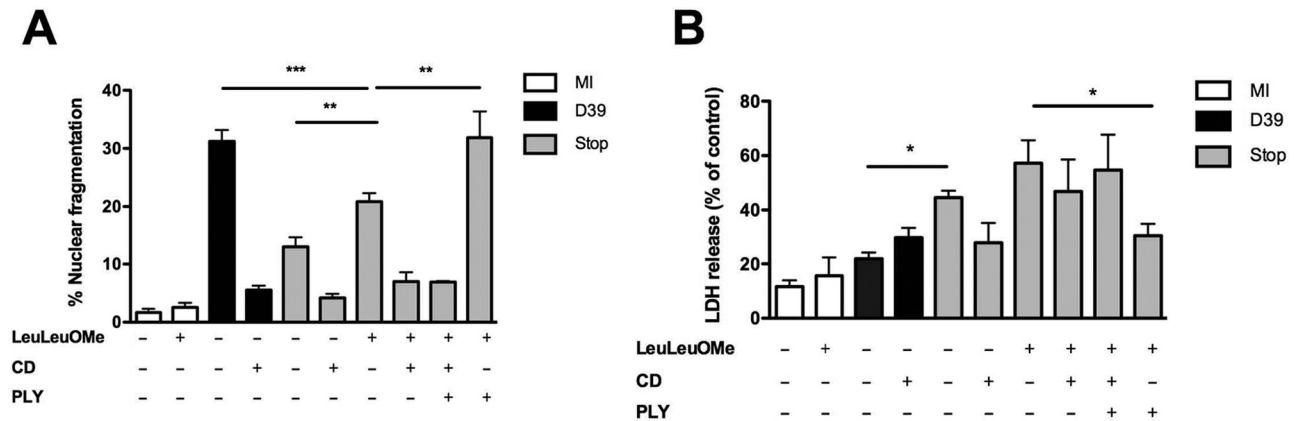 A
% Nuclear fragmentation
40
30
20
10
0
***
**
**
MI
D39
Stop
LeuLeuOMe – + – – – – + + + +
CD – – – + – + – + + –
PLY – – – – – – – – + +
B
LDH release (% of control)
80
60
40
20
0
*
*
MI
D39
Stop
LeuLeuOMe – + – – – – + + + +
CD – – – + – + – + + –
PLY – – – – – – – – + +